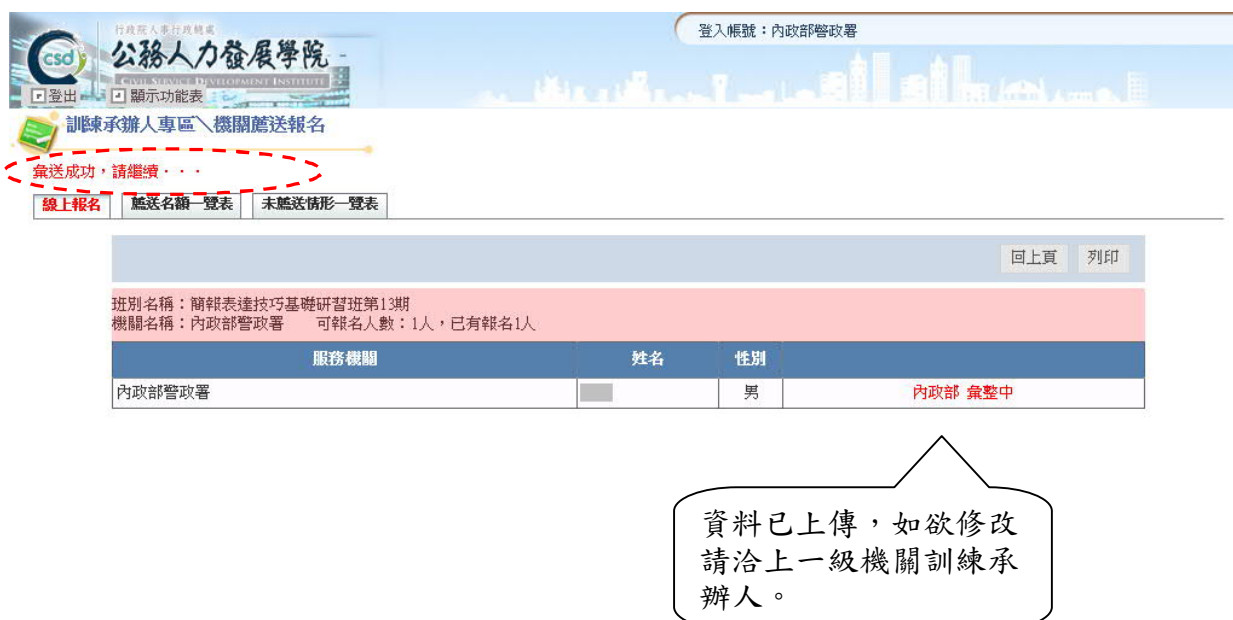 行政院人事行政總處
登入帳號：內政部警政署
csd
公務人力發展學院
CIVIL SERVICE DEVELOPMENT INSTITUTE
登出 顯示功能表
訓練承辦人專區＼機關薦送報名
彙送成功，請繼續・・・
線上報名 薦送名額一覽表 未薦送情形一覽表
回上頁 列印
班別名稱：簡報表達技巧基礎研習班第13期
機關名稱：內政部警政署 可報名人數：1人，已有報名1人
服務機關 姓名 性別
內政部警政署 男 內政部 彙整中
資料已上傳，如欲修改
請洽上一級機關訓練承
辦人。